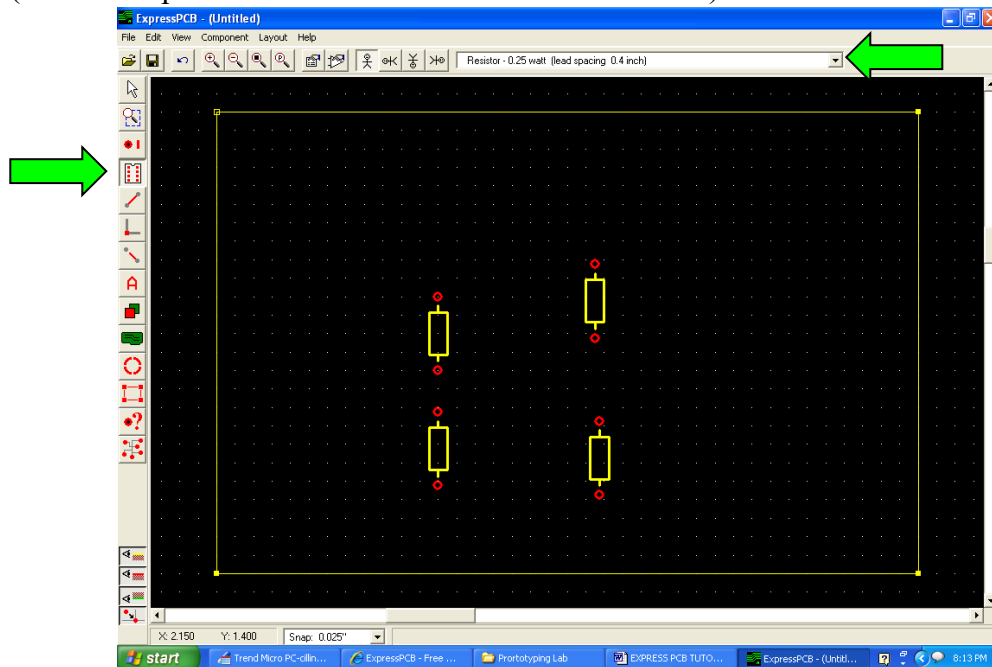 ExpressPCB - (Untitled)
File Edit View Component Layout Help
Resistor - 0.25 watt (lead spacing 0.4 inch)
A
X: 2.150 Y: 1.400 Snap: 0.025"
start Trend Micro PC-cillin... ExpressPCB - Free ... Prortotyping Lab EXPRESS PCB TUTO... ExpressPCB - (Untitl... 8:13 PM